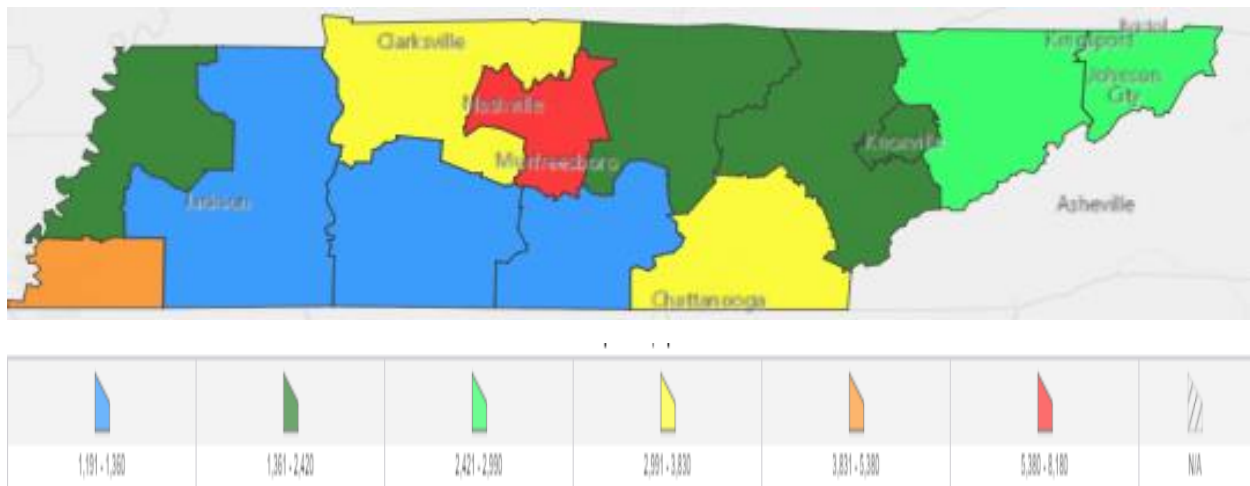 Bristol
Kingsport
Clarksville
Johnson
City
Nashville
Knoxville
Murfreesboro
Jackson
Asheville
Chattanooga
1,191 - 1,360
1,361 - 2,420
2,421 - 2,990
2,991 - 3,830
3,831 - 5,380
5,380 - 8,180
N/A